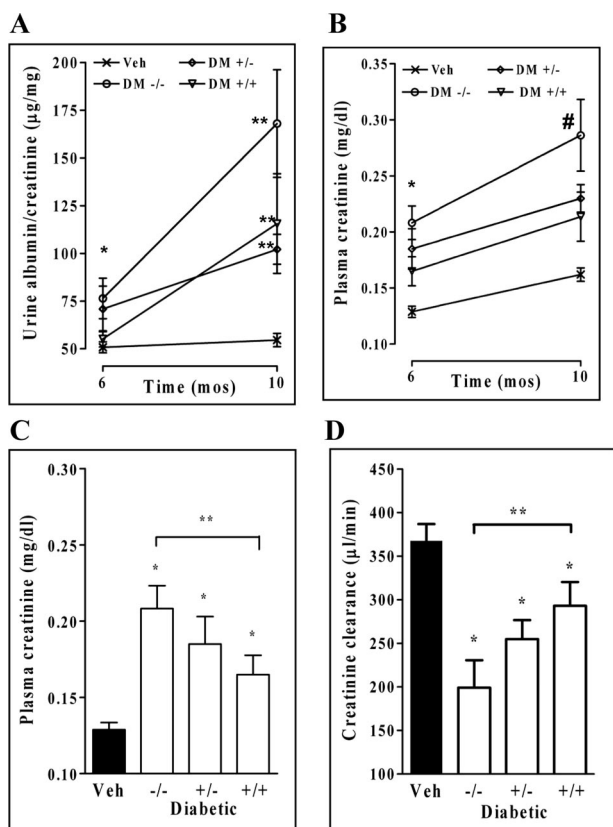 A
Veh DM +/-
DM -/- DM +/+
Urine albumin/creatinine (μg/mg)
200
175
150
125
100
75
50
*
**
**
**
6 10
Time (mos)
B
Veh DM +/-
DM -/- DM +/+
Plasma creatinine (mg/dl)
0.35
0.30
0.25
0.20
0.15
0.10
*
#
6 10
Time (mos)
C
Plasma creatinine (mg/dl)
0.30
0.25
0.20
0.15
0.10
**
*
*
*
Veh -/- +/- +/+
Diabetic
D
Creatinine clearance (μl/min)
450
400
350
300
250
200
150
100
**
*
*
*
Veh -/- +/- +/+
Diabetic